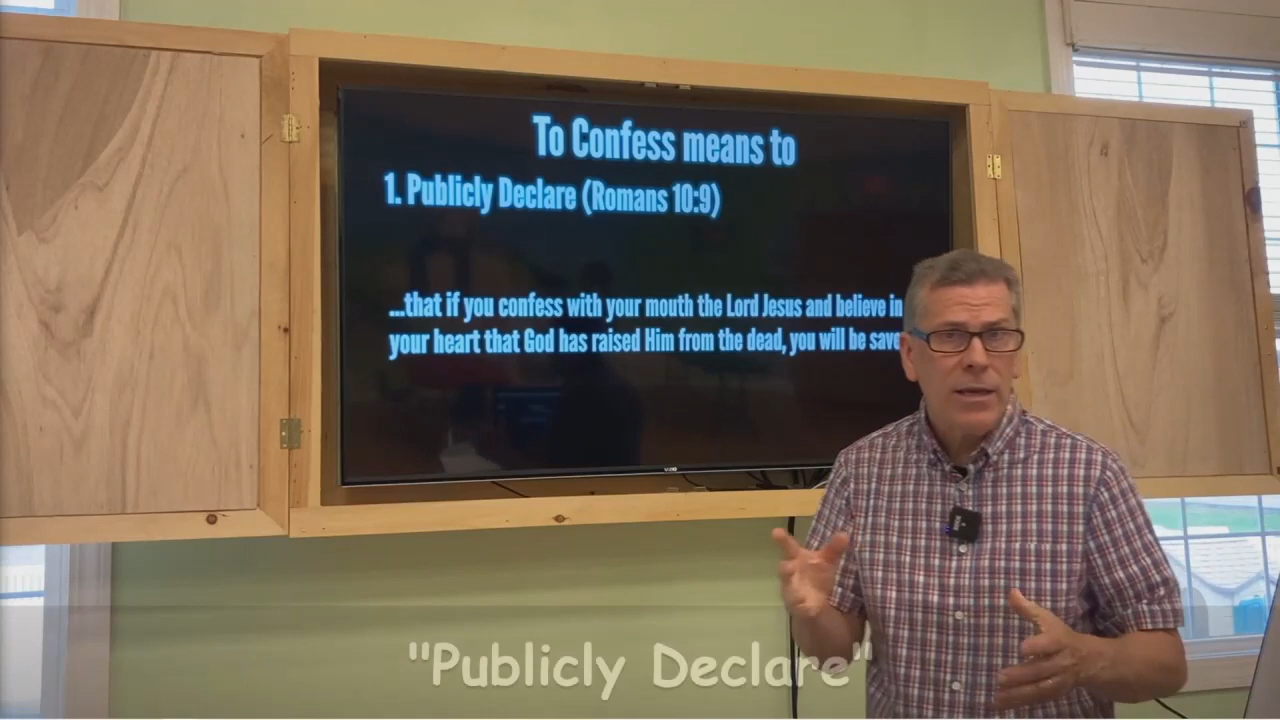 To Confess means to
1. Publicly Declare (Romans 10:9)
...that if you confess with your mouth the Lord Jesus and believe in
your heart that God has raised Him from the dead, you will be save
VIZIO
"Publicly Declare"